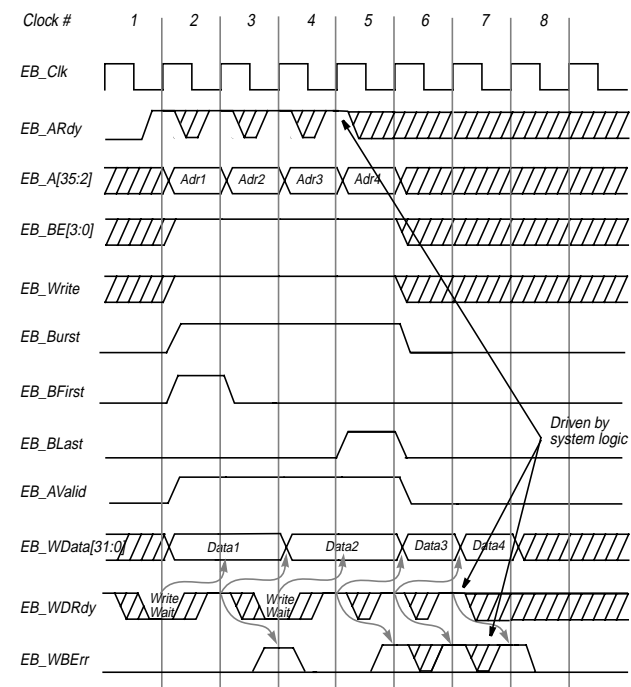 Clock # 1 2 3 4 5 6 7 8
EB_Clk
EB_ARdy
EB_A[35:2] Adr1 Adr2 Adr3 Adr4
EB_BE[3:0]
EB_Write
EB_Burst
EB_BFirst
EB_BLast
Driven by
system logic
EB_AValid
EB_WData[31:0] Data1 Data2 Data3 Data4
EB_WDRdy Write Wait Write Wait
EB_WBErr